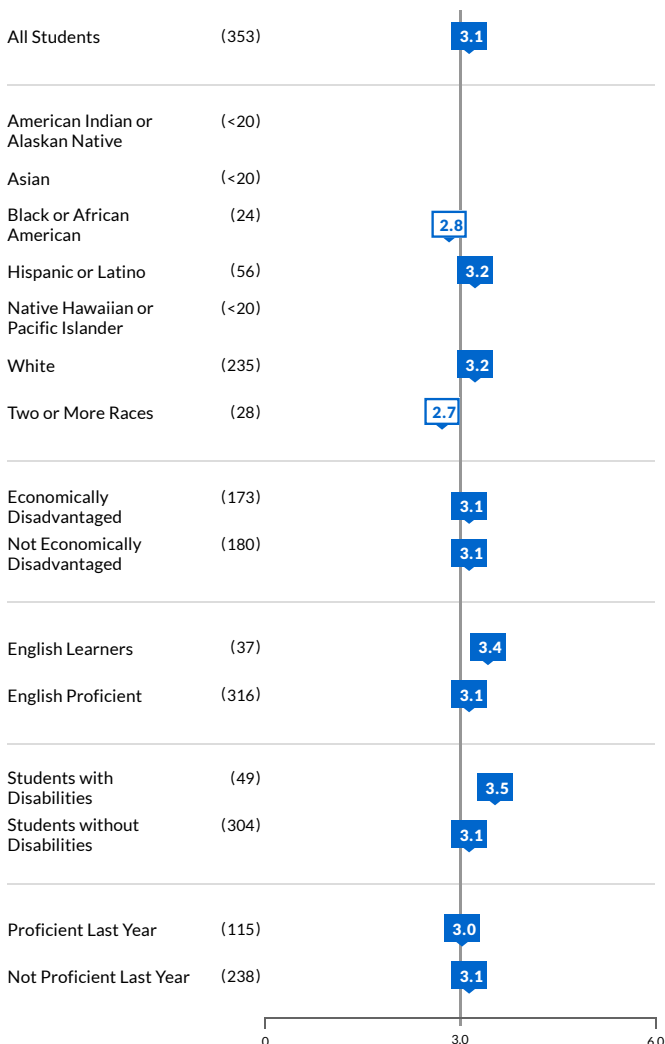 All Students (353) 3.1
American Indian or (<20)
Alaskan Native
Asian (<20)
Black or African (24) 2.8
American
Hispanic or Latino (56) 3.2
Native Hawaiian or (<20)
Pacific Islander
White (235) 3.2
Two or More Races (28) 2.7
Economically (173) 3.1
Disadvantaged
Not Economically (180) 3.1
Disadvantaged
English Learners (37) 3.4
English Proficient (316) 3.1
Students with (49) 3.5
Disabilities
Students without (304) 3.1
Disabilities
Proficient Last Year (115) 3.0
Not Proficient Last Year (238) 3.1
0 3.0 6.0